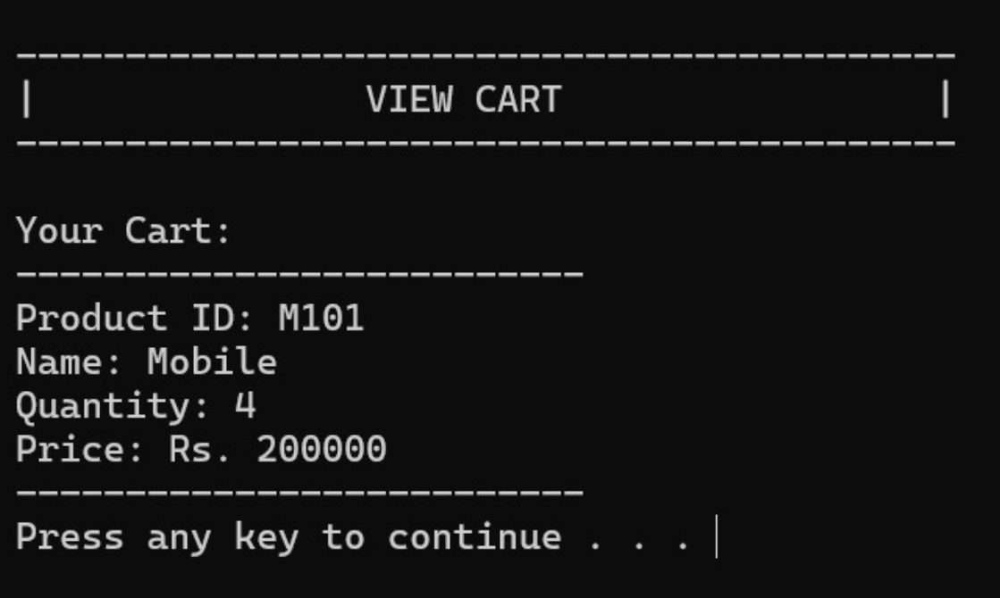 -------------------------------------------
|               VIEW CART                 |
-------------------------------------------
Your Cart:
--------------------------
Product ID: M101
Name: Mobile
Quantity: 4
Price: Rs. 200000
--------------------------
Press any key to continue . . .